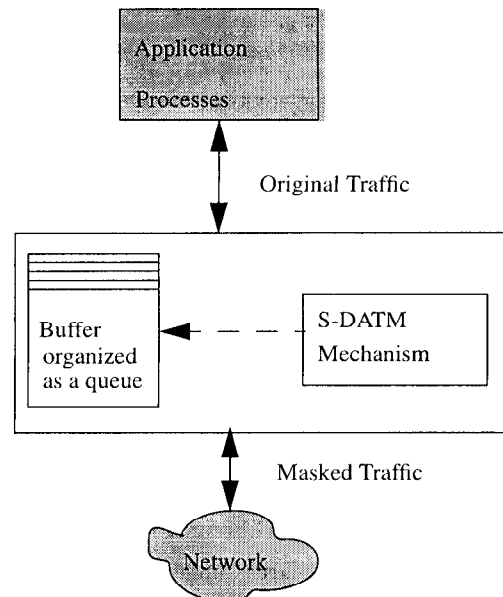 Application
Processes
Original Traffic
Buffer
organized
as a queue
S-DATM
Mechanism
Masked Traffic
Network